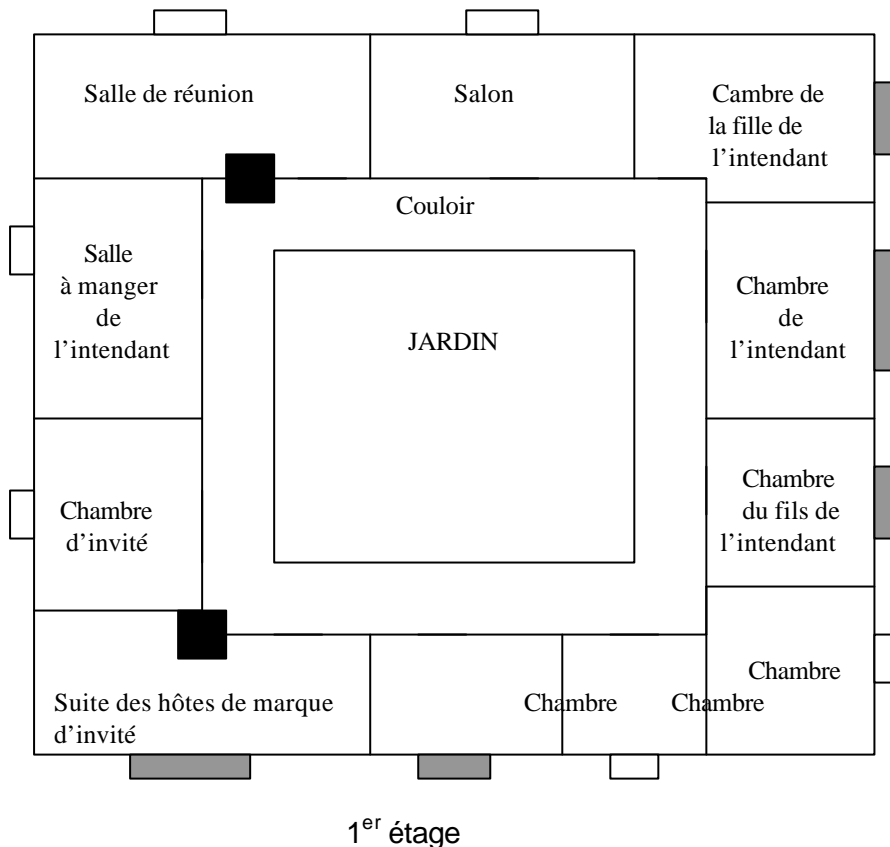 Salle de réunion
Salon
Cambre de
la fille de
l’intendant
Couloir
Salle
à manger
de
l’intendant
JARDIN
Chambre
de
l’intendant
Chambre
d’invité
Chambre
du fils de
l’intendant
Suite des hôtes de marque
d’invité
Chambre
Chambre
Chambre
1er étage